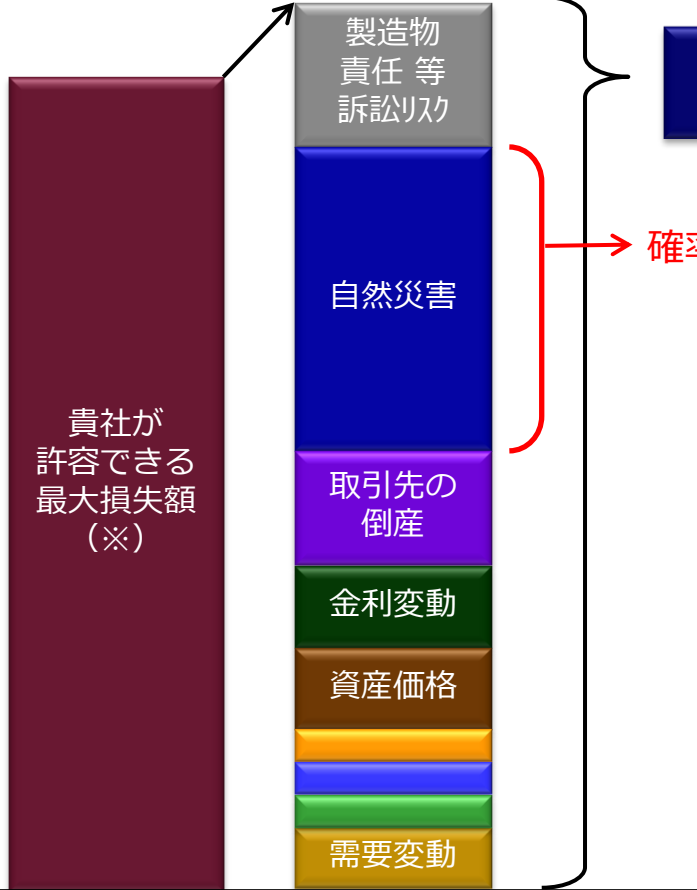 製造物
責任 等
訴訟ﾘｽｸ
自然災害
確率
貴社が
許容できる
最大損失額
（※）
取引先の
倒産
金利変動
資産価格
需要変動